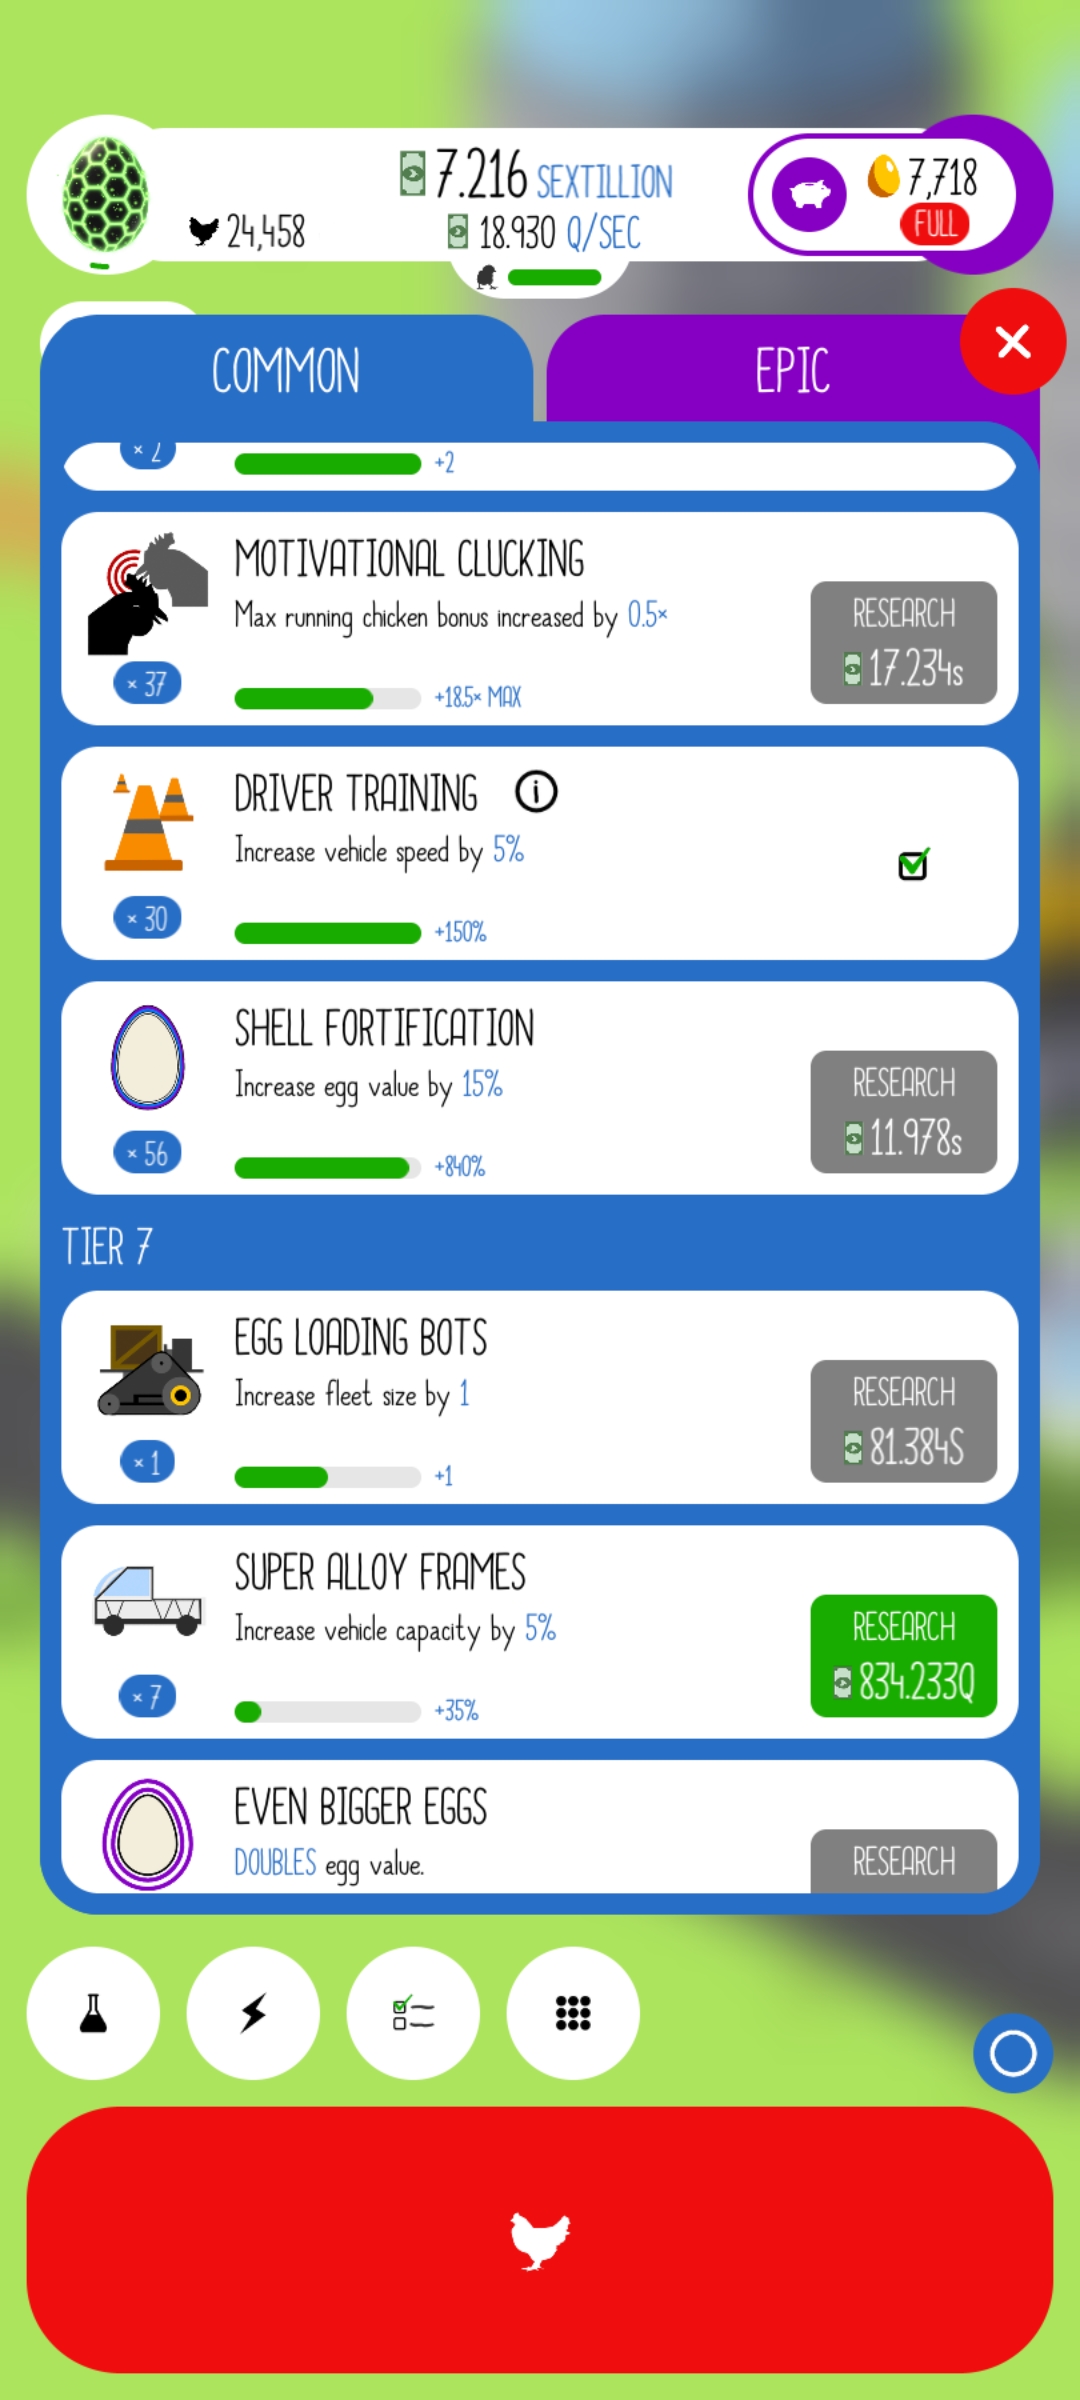 7.216 SEXTILLION
24,458
18.930 Q/SEC
7,718
FULL
COMMON
EPIC
× 2
+2
MOTIVATIONAL CLUCKING
Max running chicken bonus increased by 0.5×
RESEARCH
17.234s
× 37
+18.5× MAX
DRIVER TRAINING
Increase vehicle speed by 5%
× 30
+150%
SHELL FORTIFICATION
Increase egg value by 15%
RESEARCH
11.978s
× 56
+840%
TIER 7
EGG LOADING BOTS
Increase fleet size by 1
RESEARCH
81.384S
× 1
+1
SUPER ALLOY FRAMES
Increase vehicle capacity by 5%
RESEARCH
834.233Q
× 7
+35%
EVEN BIGGER EGGS
DOUBLES egg value.
RESEARCH